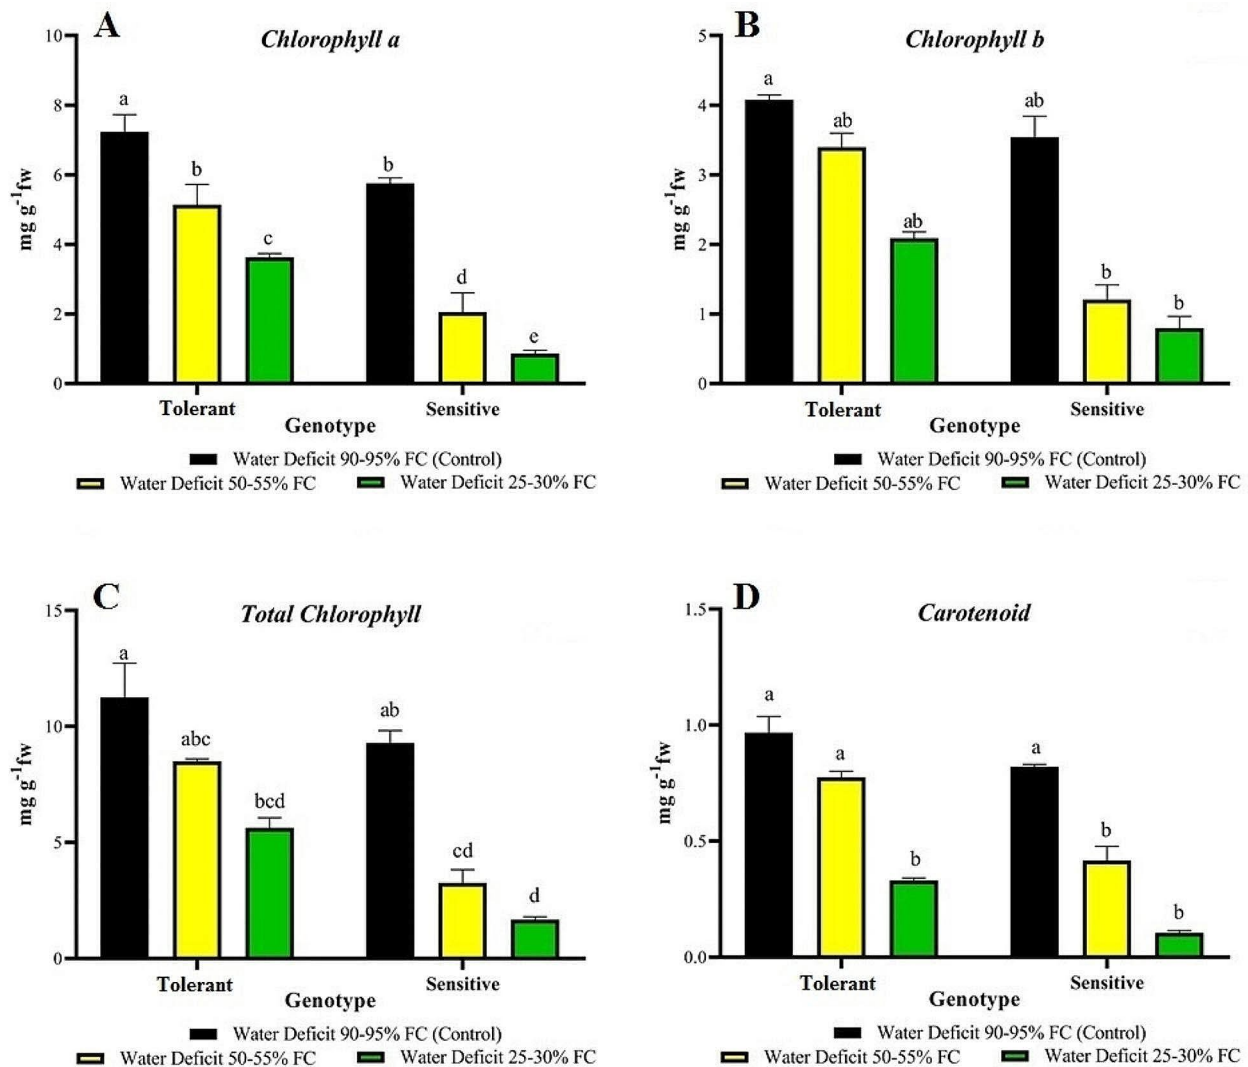 A
Chlorophyll a
10
8
6
4
2
0
mg g-1fw
a
b
c
b
d
e
Tolerant
Sensitive
Genotype
Water Deficit 90-95% FC (Control)
Water Deficit 50-55% FC
Water Deficit 25-30% FC
B
Chlorophyll b
5
4
3
2
1
0
mg g-1fw
a
ab
ab
ab
b
b
Tolerant
Sensitive
Genotype
Water Deficit 90-95% FC (Control)
Water Deficit 50-55% FC
Water Deficit 25-30% FC
C
Total Chlorophyll
15
10
5
0
mg g-1fw
a
abc
bcd
ab
cd
d
Tolerant
Sensitive
Genotype
Water Deficit 90-95% FC (Control)
Water Deficit 50-55% FC
Water Deficit 25-30% FC
D
Carotenoid
1.5
1.0
0.5
0.0
mg g-1fw
a
a
b
a
b
b
Tolerant
Sensitive
Genotype
Water Deficit 90-95% FC (Control)
Water Deficit 50-55% FC
Water Deficit 25-30% FC